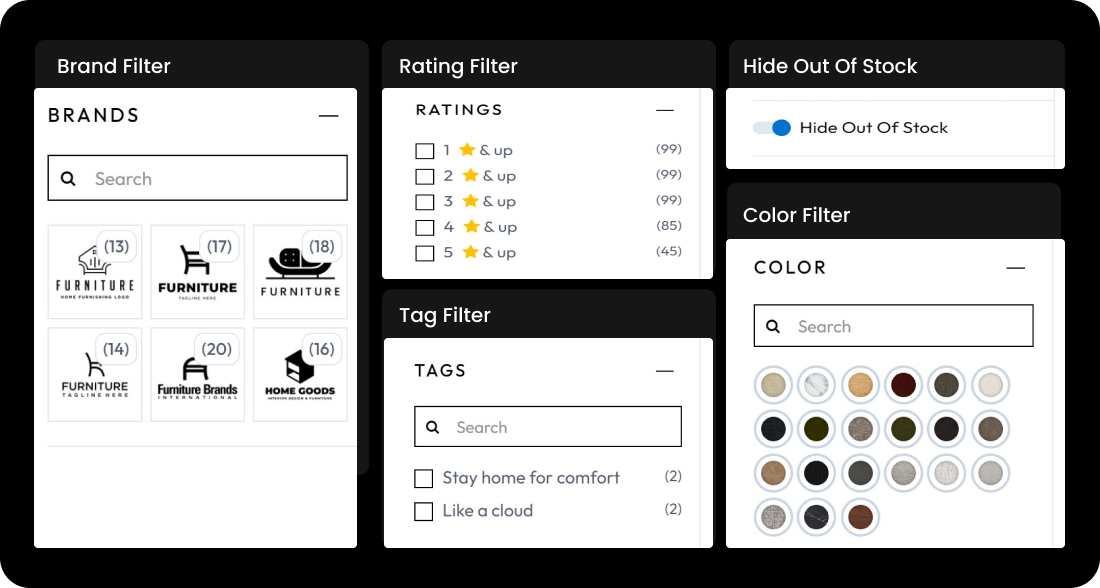 Brand Filter
BRANDS
Search
(13)
FURNITURE
HOME FURNISHING LOGO
(17)
FURNITURE
TAGLINE HERE
(18)
FURNITURE
(14)
FURNITURE
TAGLINE HERE
(20)
Furniture Brands
INTERNATIONAL
(16)
HOME GOODS
INTERIOR DESIGN & FURNITURE
Rating Filter
RATINGS
1 & up (99)
2 & up (99)
3 & up (99)
4 & up (85)
5 & up (45)
Tag Filter
TAGS
Search
Stay home for comfort (2)
Like a cloud (2)
Hide Out Of Stock
Hide Out Of Stock
Color Filter
COLOR
Search